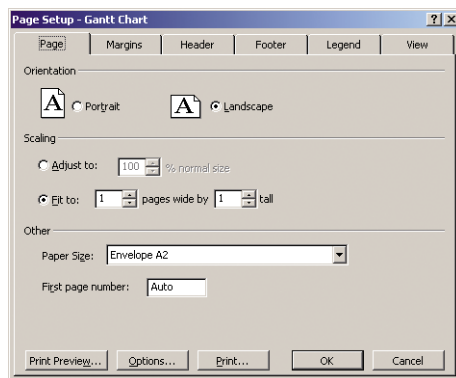 Page Setup - Gantt Chart
Page Margins Header Footer Legend View
Orientation
A Portrait A Landscape
Scaling
Adjust to: 100 % normal size
Fit to: 1 pages wide by 1 tall
Other
Paper Size: Envelope A2
First page number: Auto
Print Preview... Options... Print... OK Cancel